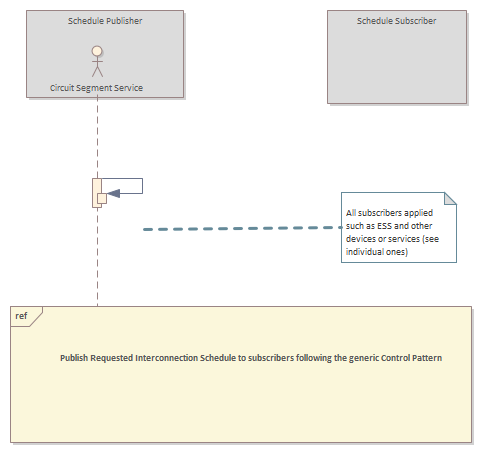 Schedule Publisher
Schedule Subscriber
Circuit Segment Service
All subscribers applied
such as ESS and other
devices or services (see
individual ones)
ref
Publish Requested Interconnection Schedule to subscribers following the generic Control Pattern